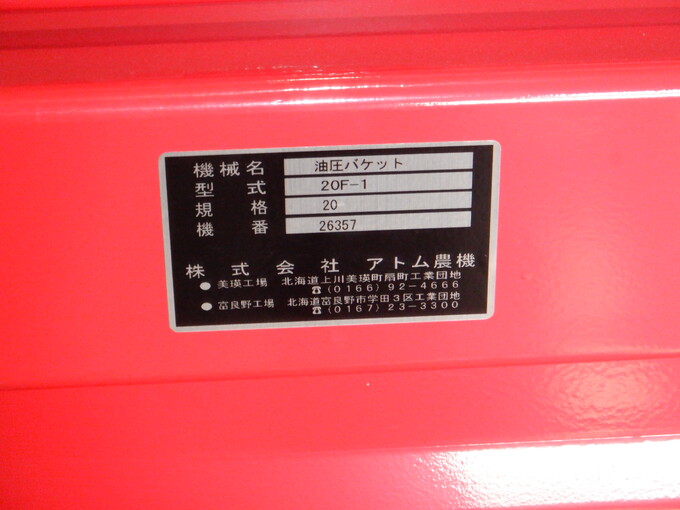 機械名 油圧バケット
型式 20F-1
規格 20
機番 26357
株式会社 アトム農機
● 美瑛工場 北海道上川美瑛町扇町工業団地
☎(0166)92-4666
● 富良野工場 北海道富良野市学田3区工業団地
☎(0167)23-3300